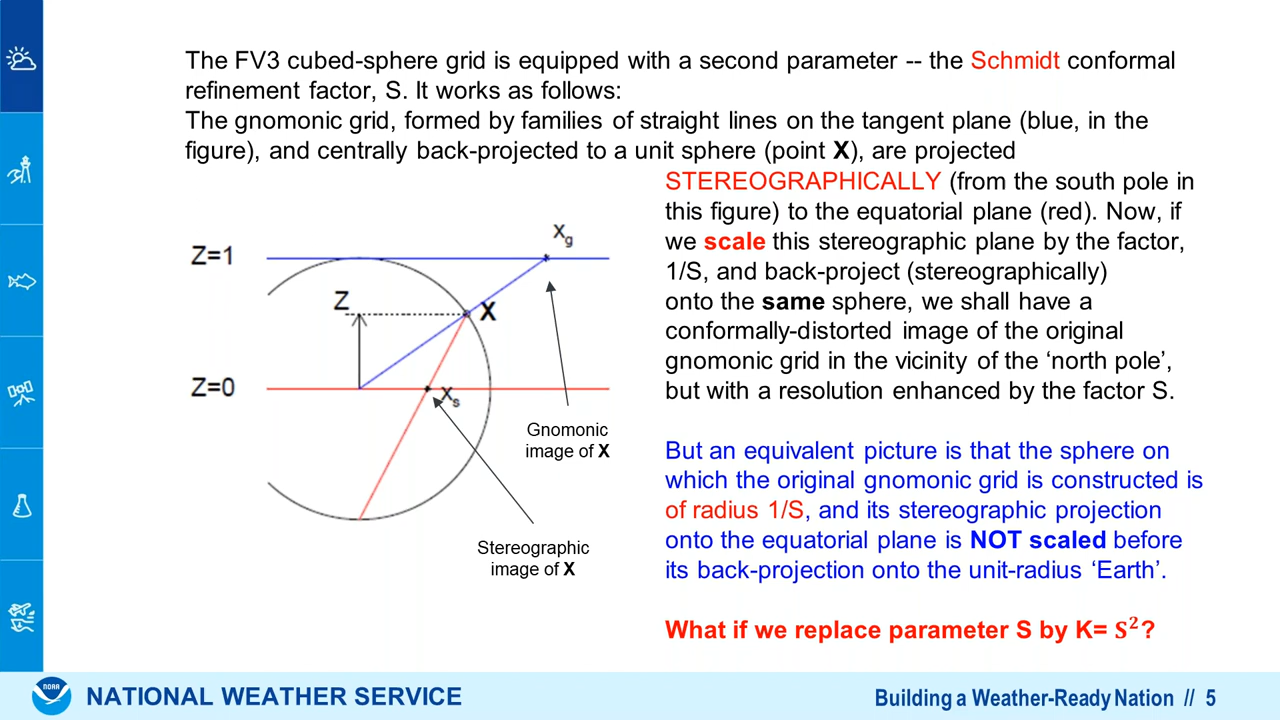 The FV3 cubed-sphere grid is equipped with a second parameter -- the Schmidt conformal
refinement factor, S. It works as follows:
The gnomonic grid, formed by families of straight lines on the tangent plane (blue, in the
figure), and centrally back-projected to a unit sphere (point X), are projected
STEREOGRAPHICALLY (from the south pole in
this figure) to the equatorial plane (red). Now, if
we scale this stereographic plane by the factor,
1/S, and back-project (stereographically)
onto the same sphere, we shall have a
conformally-distorted image of the original
gnomonic grid in the vicinity of the ‘north pole’,
but with a resolution enhanced by the factor S.
But an equivalent picture is that the sphere on
which the original gnomonic grid is constructed is
of radius 1/S, and its stereographic projection
onto the equatorial plane is NOT scaled before
its back-projection onto the unit-radius ‘Earth’.
What if we replace parameter S by K= S²?
Xg
Z=1
Z
X
Z=0
Xs
Gnomonic
image of X
Stereographic
image of X
NOAA
NATIONAL WEATHER SERVICE
Building a Weather-Ready Nation // 5